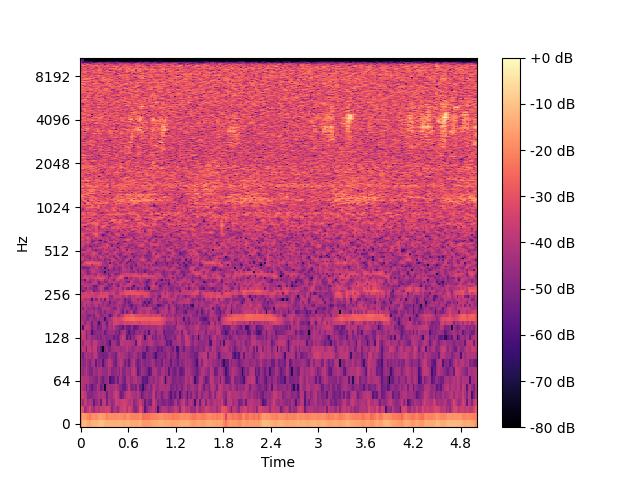 8192
4096
2048
1024
512
256
128
64
0
Hz
0 0.6 1.2 1.8 2.4 3 3.6 4.2 4.8
Time
+0 dB
-10 dB
-20 dB
-30 dB
-40 dB
-50 dB
-60 dB
-70 dB
-80 dB